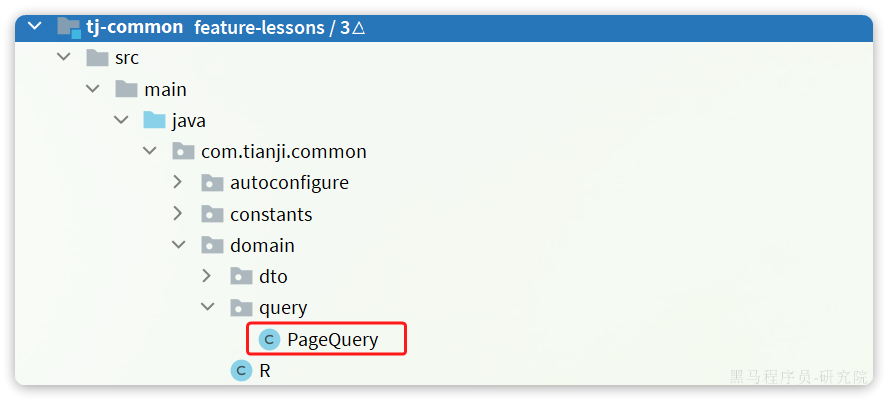 tj-common feature-lessons / 3△
src
main
java
com.tianji.common
autoconfigure
constants
domain
dto
query
C PageQuery
C R
黑马程序员-研究院